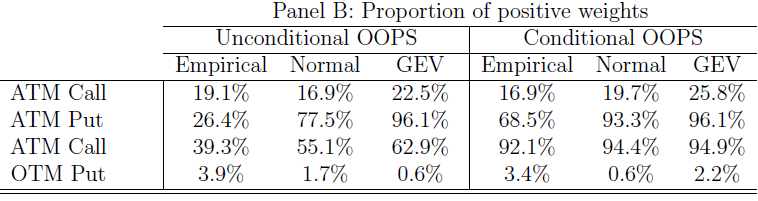 Panel B: Proportion of positive weights
Unconditional OOPS Conditional OOPS
Empirical Normal GEV Empirical Normal GEV
ATM Call 19.1% 16.9% 22.5% 16.9% 19.7% 25.8%
ATM Put 26.4% 77.5% 96.1% 68.5% 93.3% 96.1%
ATM Call 39.3% 55.1% 62.9% 92.1% 94.4% 94.9%
OTM Put 3.9% 1.7% 0.6% 3.4% 0.6% 2.2%